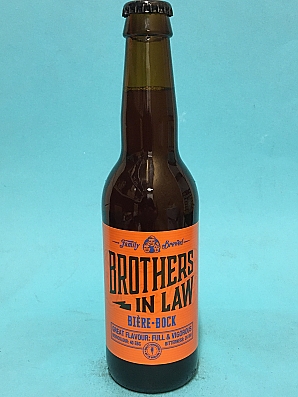 Family Brewed
BROTHERS
IN LAW
BIÈRE-BOCK
GREAT FLAVOUR: FULL & VIGOROUS